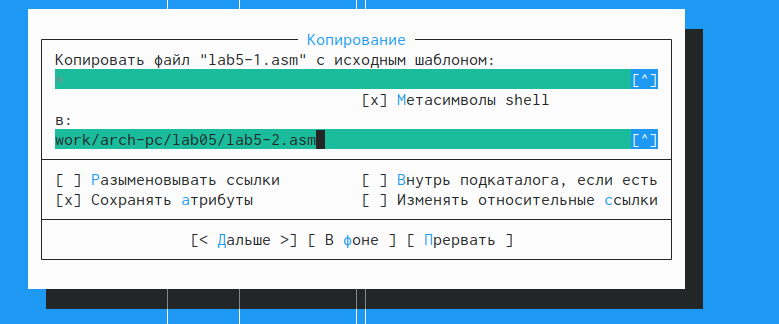 Копирование
Копировать файл "lab5-1.asm" с исходным шаблоном:
* [^]
[x] Метасимволы shell
в:
work/arch-pc/lab05/lab5-2.asm [^]
[ ] Разыменовывать ссылки [ ] Внутрь подкаталога, если есть
[x] Сохранять атрибуты [ ] Изменять относительные ссылки
[< Дальше >] [ В фоне ] [ Прервать ]